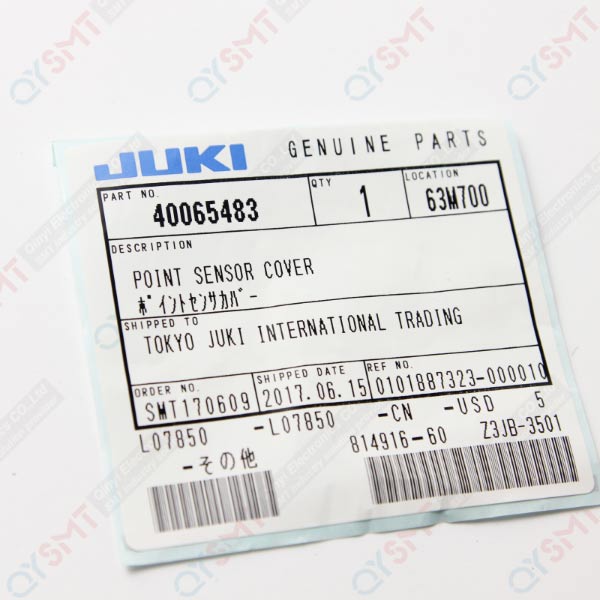 JUKI GENUINE PARTS
PART NO. QTY LOCATION
40065483 1 63M700
DESCRIPTION
POINT SENSOR COVER
ﾎﾟｲﾝﾄｾﾝｻｶﾊﾞｰ
SHIPPED TO
TOKYO JUKI INTERNATIONAL TRADING
ORDER NO. SHIPPED DATE REF NO.
SMT170609 2017.06.15 0101887323-000010
L07850 -L07850 -CN -USD 5
-その他 814916-60 Z3JB-3501
QYSMT